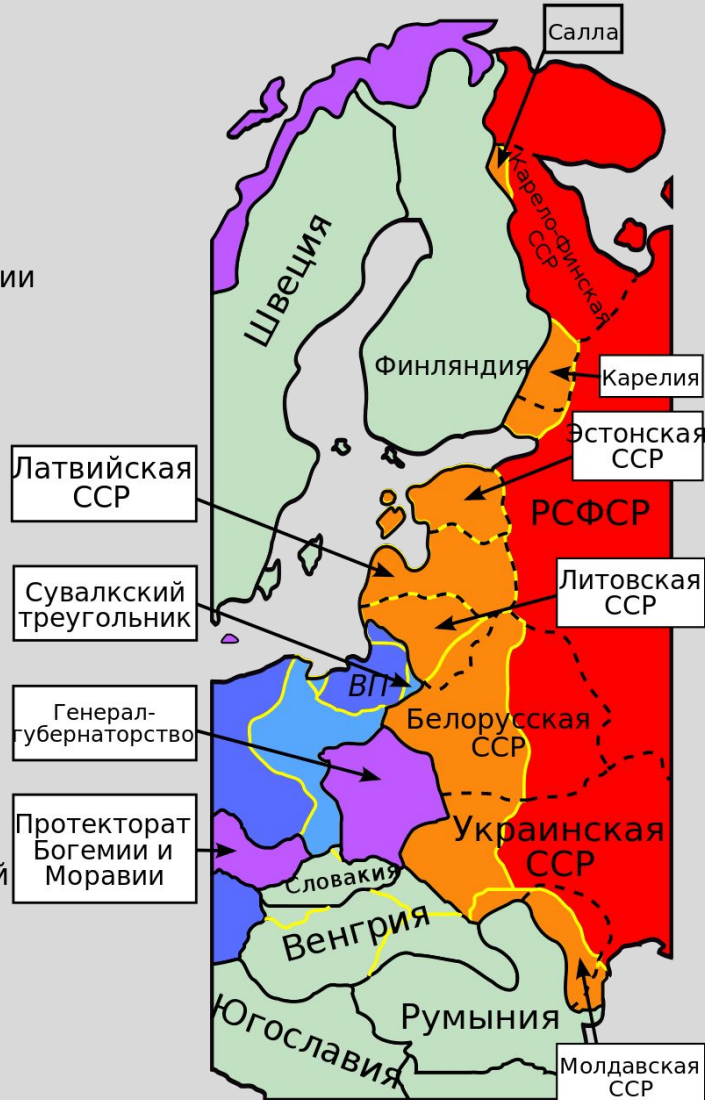 Салла
Карело-Финская
ССР
Швеция
ии
Финляндия
Карелия
Эстонская
ССР
Латвийская
ССР
РСФСР
Сувалкский
треугольник
Литовская
ССР
ВП
Генерал-
губернаторство
Белорусская
ССР
Протекторат
Богемии и
Моравии
й
Украинская
ССР
Словакия
Венгрия
Румыния
Югославия
Молдавская
ССР